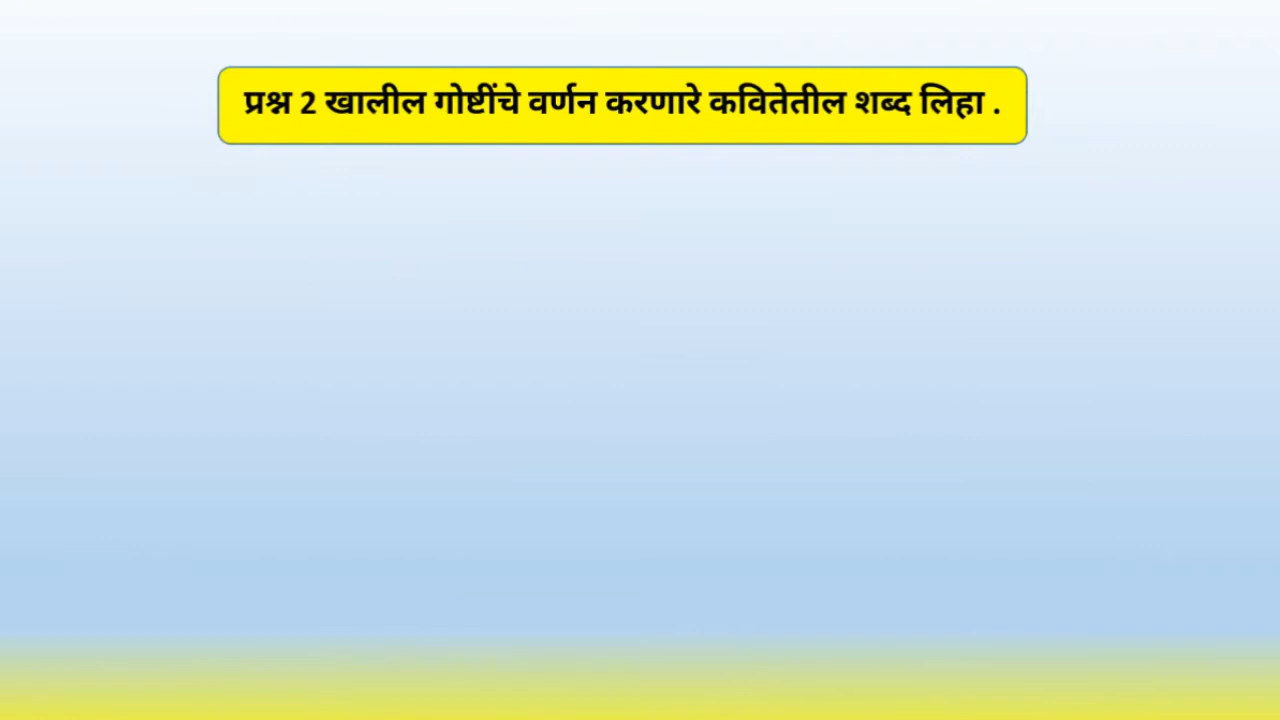 प्रश्न 2 खालील गोष्टींचे वर्णन करणारे कवितेतील शब्द लिहा .